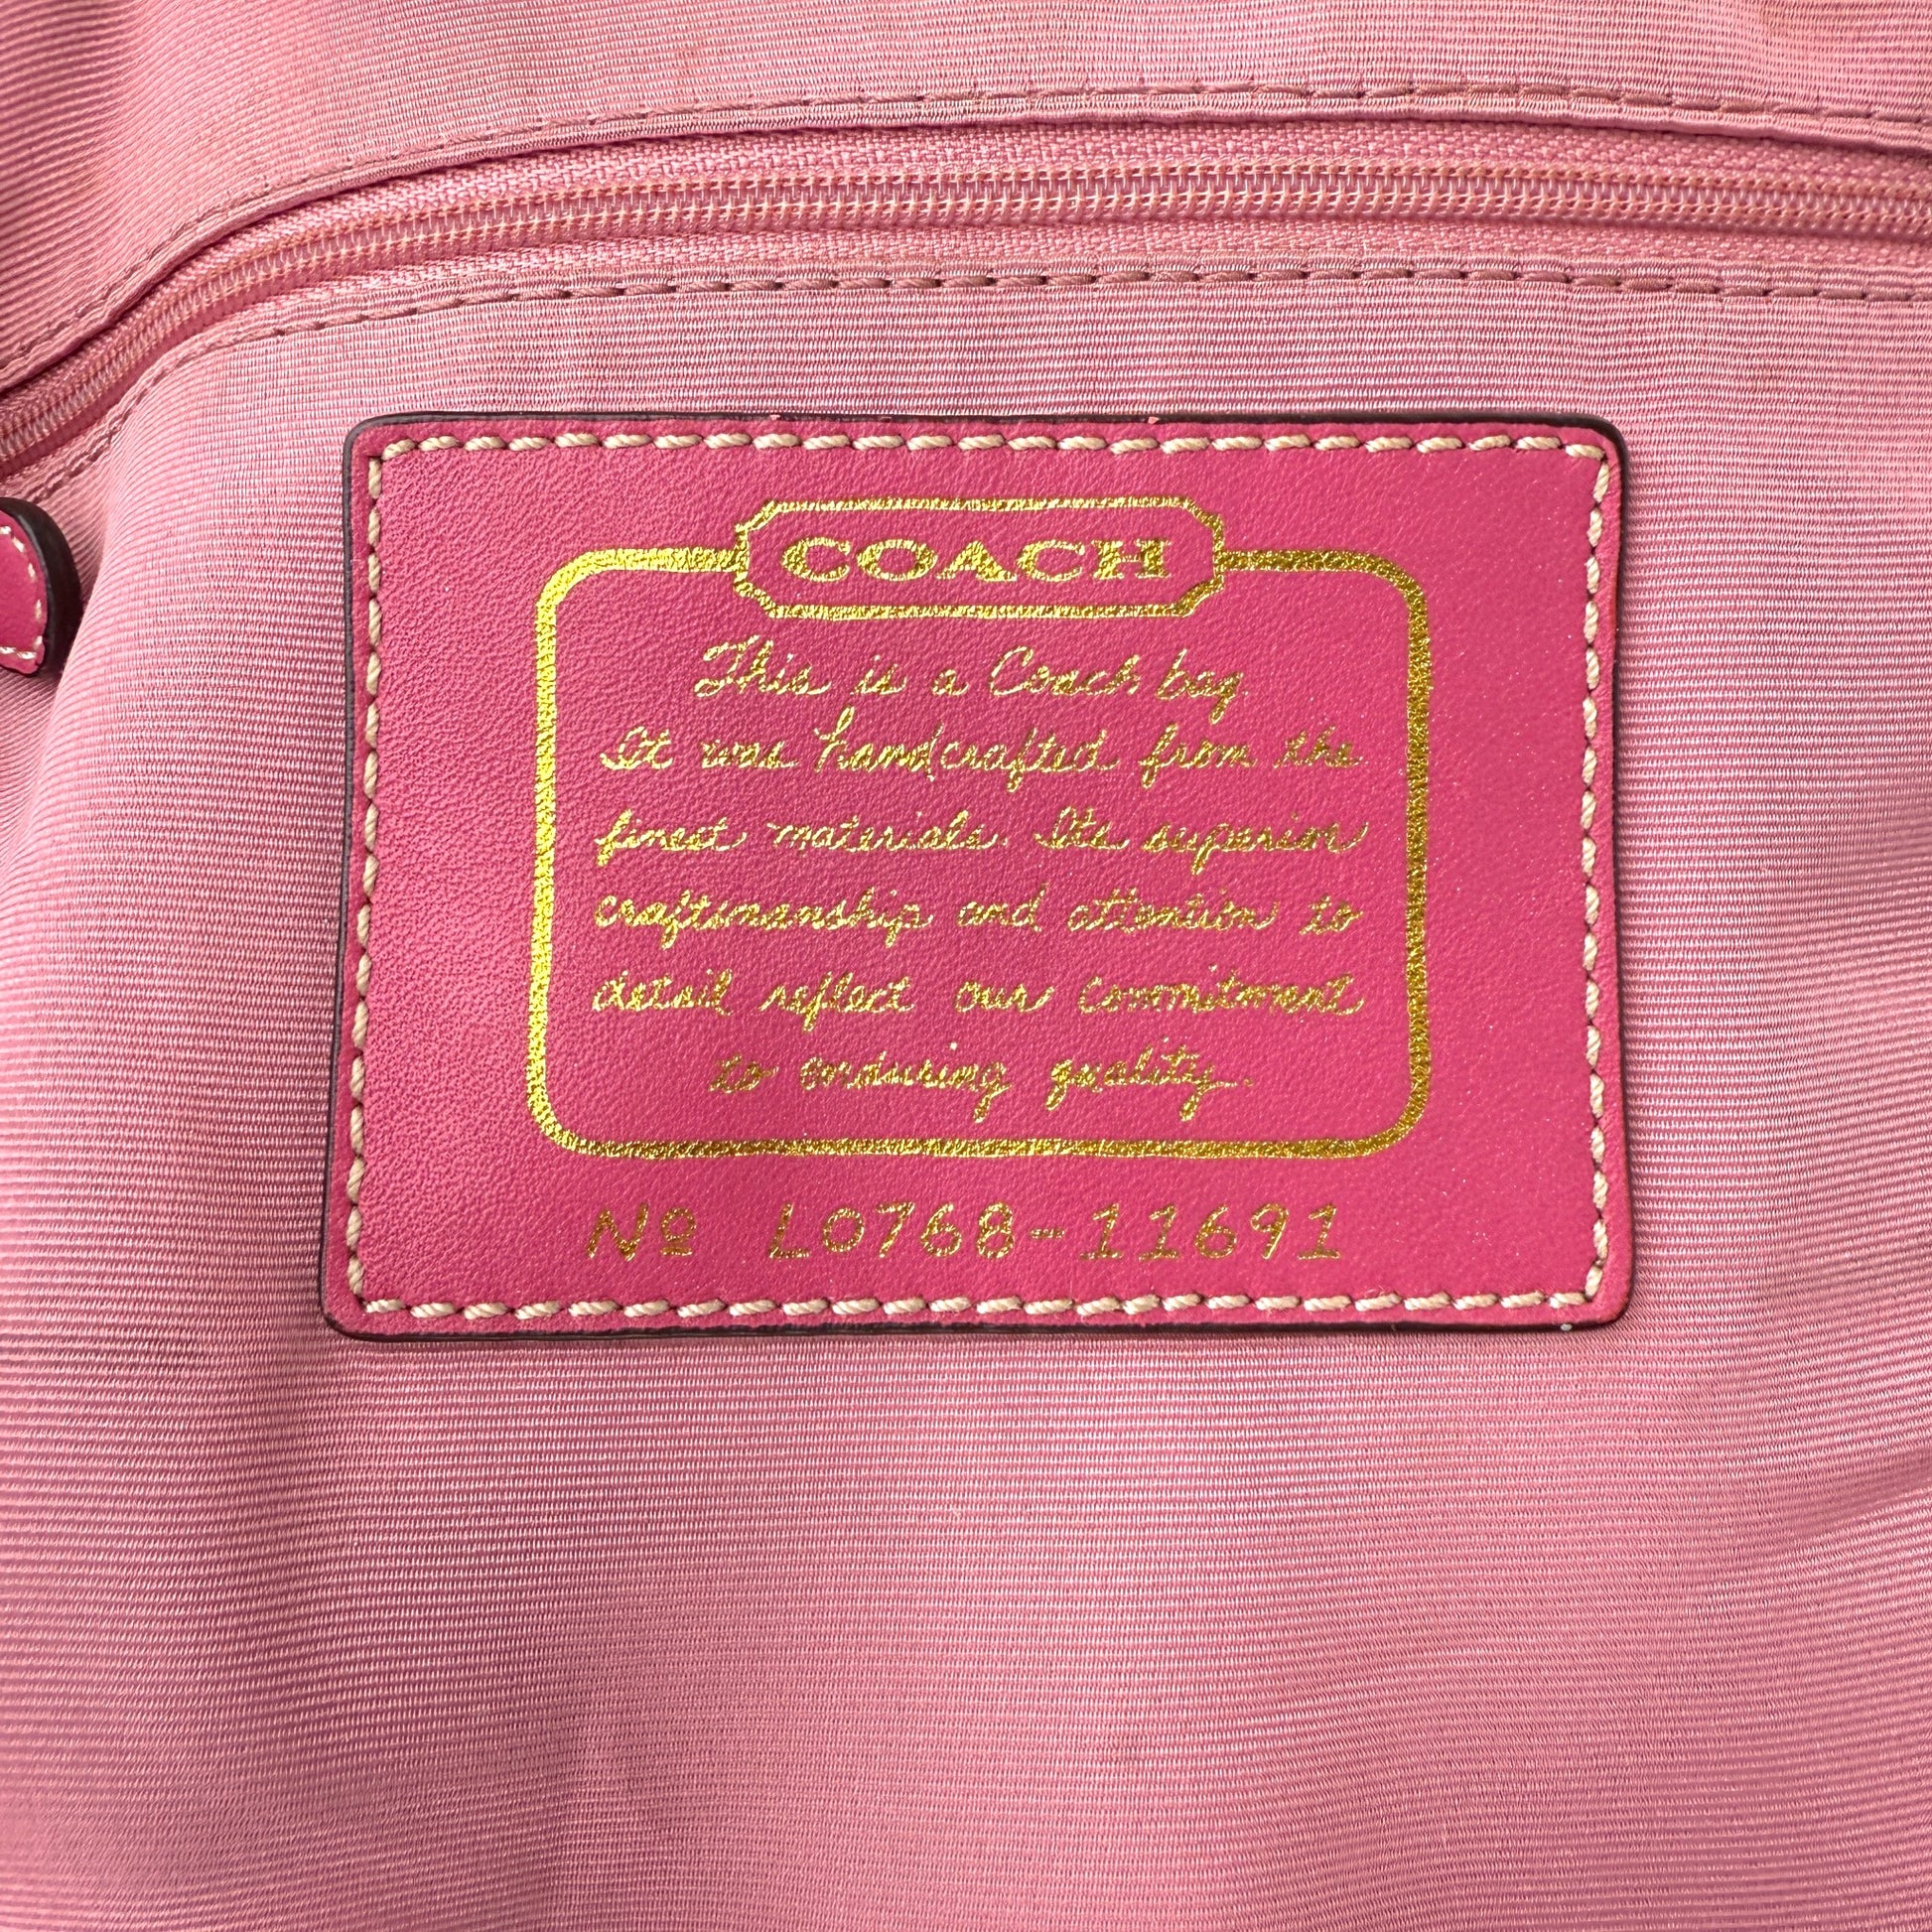 COACH
This is a Coach bag.
It was handcrafted from the
finest materials. Its superior
craftsmanship and attention to
detail reflect our commitment
to enduring quality.
№ L0768-11691